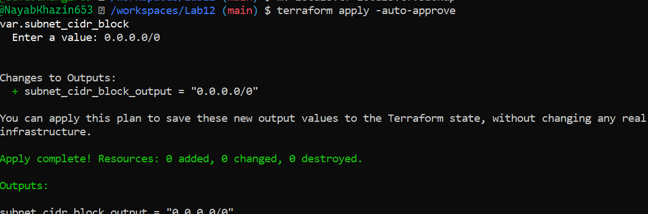 @NayabKhazin653 /workspaces/Lab12 (main) $ terraform apply -auto-approve
var.subnet_cidr_block
  Enter a value: 0.0.0.0/0
Changes to Outputs:
  + subnet_cidr_block_output = "0.0.0.0/0"
You can apply this plan to save these new output values to the Terraform state, without changing any real
infrastructure.
Apply complete! Resources: 0 added, 0 changed, 0 destroyed.
Outputs:
subnet_cidr_block_output = "0.0.0.0/0"